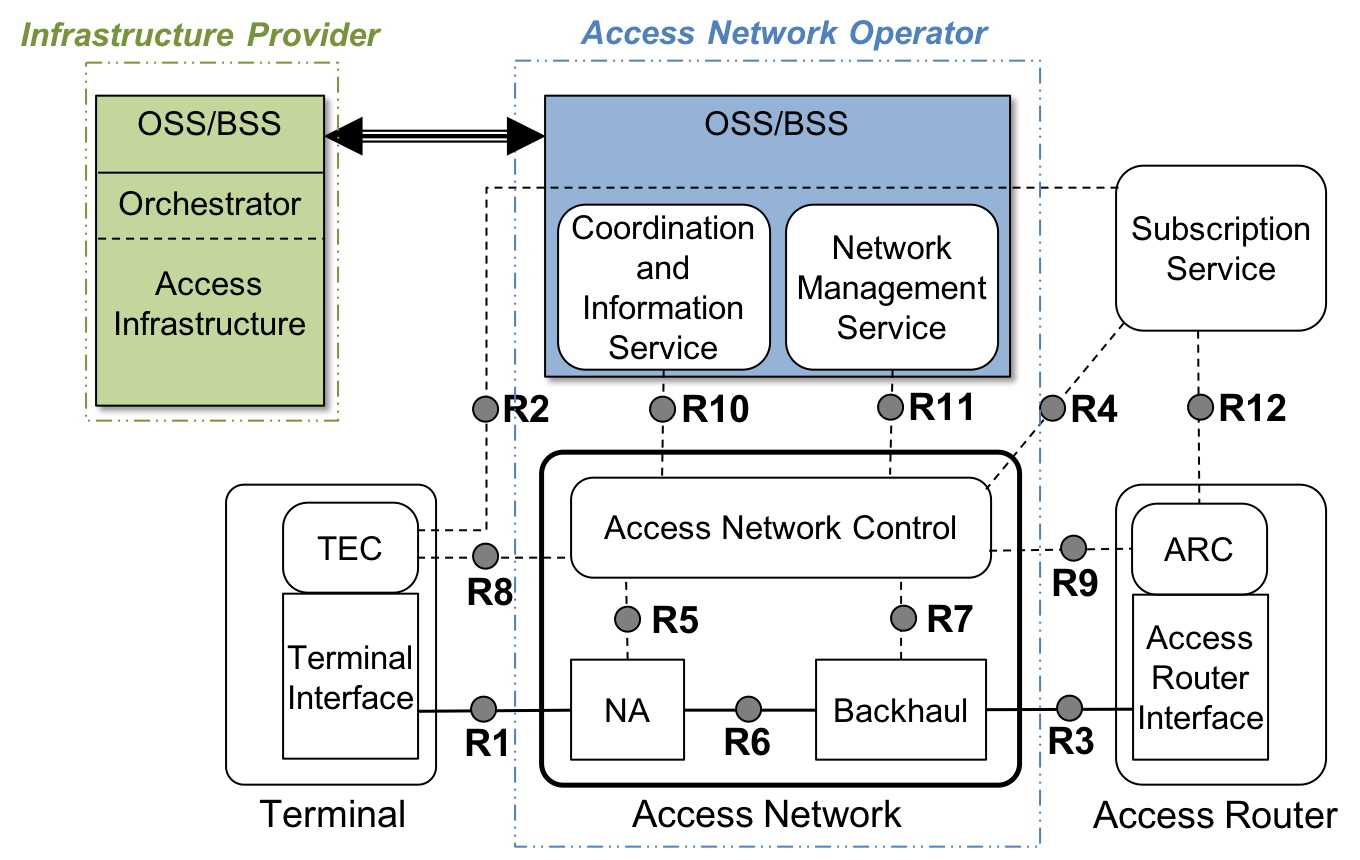 Infrastructure Provider
Access Network Operator
OSS/BSS
Orchestrator
Access
Infrastructure
OSS/BSS
Coordination
and
Information
Service
Network
Management
Service
Subscription
Service
R2
R10
R11
R4
R12
TEC
Access Network Control
ARC
R8
R9
R5
R7
Terminal
Interface
NA
Backhaul
Access
Router
Interface
R1
R6
R3
Terminal
Access Network
Access Router